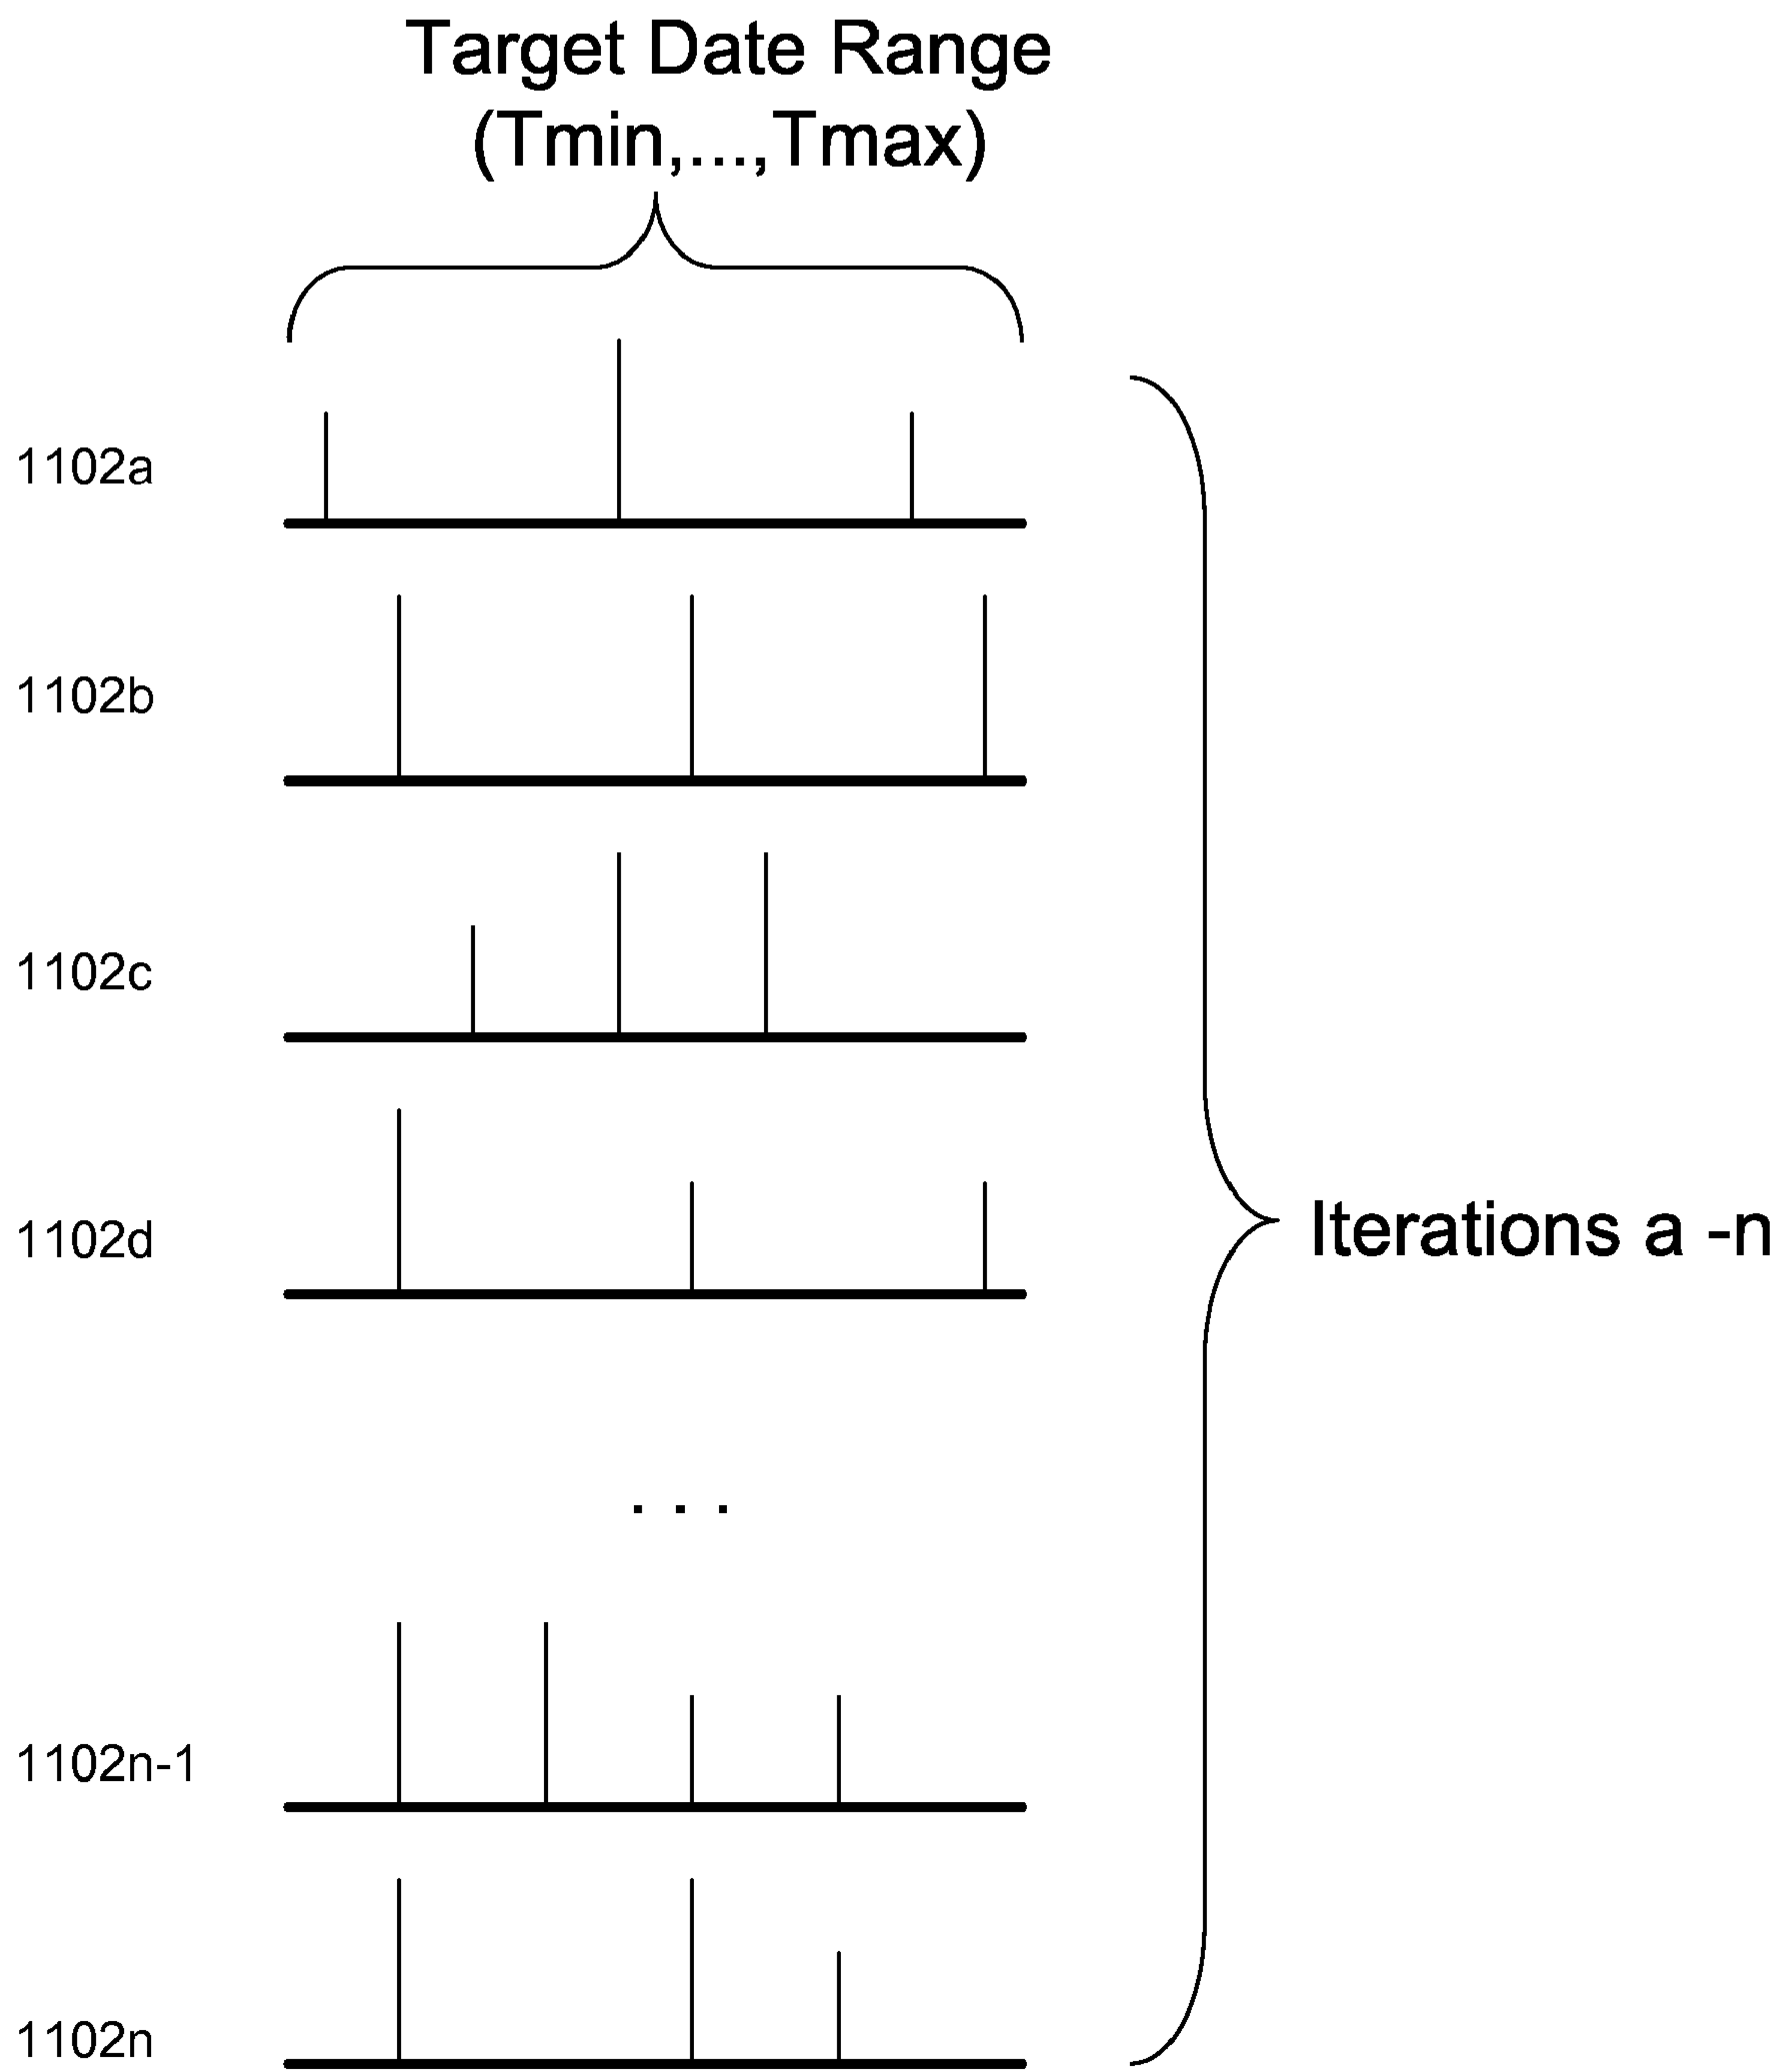 Target Date Range
(Tmin,...,Tmax)
1102a
1102b
1102c
1102d
Iterations a -n
. . .
1102n-1
1102n